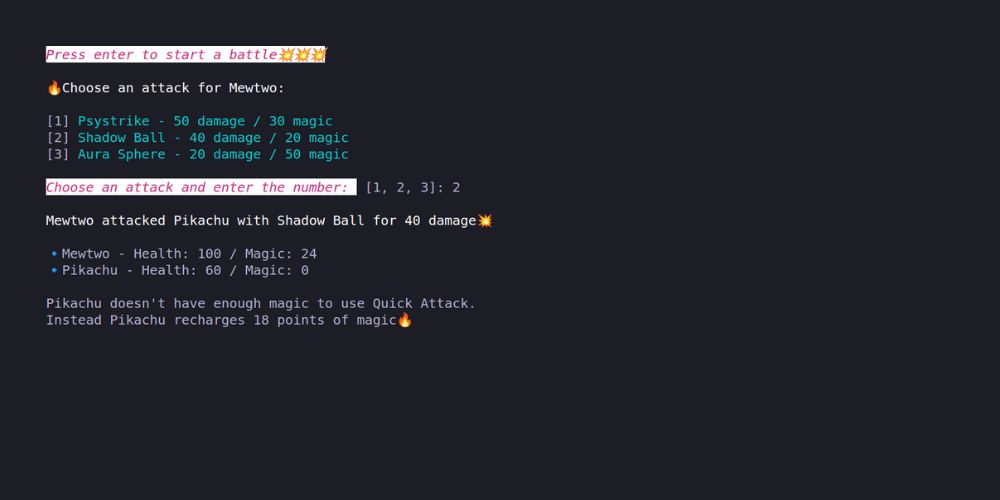 Press enter to start a battle💥💥💥
🔥Choose an attack for Mewtwo:
[1] Psystrike - 50 damage / 30 magic
[2] Shadow Ball - 40 damage / 20 magic
[3] Aura Sphere - 20 damage / 50 magic
Choose an attack and enter the number: [1, 2, 3]: 2
Mewtwo attacked Pikachu with Shadow Ball for 40 damage💥
🔹Mewtwo - Health: 100 / Magic: 24
🔹Pikachu - Health: 60 / Magic: 0
Pikachu doesn't have enough magic to use Quick Attack.
Instead Pikachu recharges 18 points of magic🔥